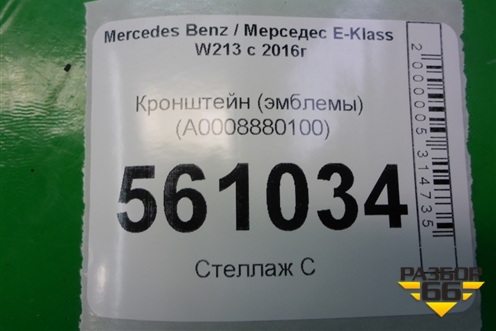 Mercedes Benz / Мерседес E-Klass
W213 с 2016г
Кронштейн (эмблемы)
(A0008880100)
561034
Стеллаж С
2000005314735
РАЗБОР
66